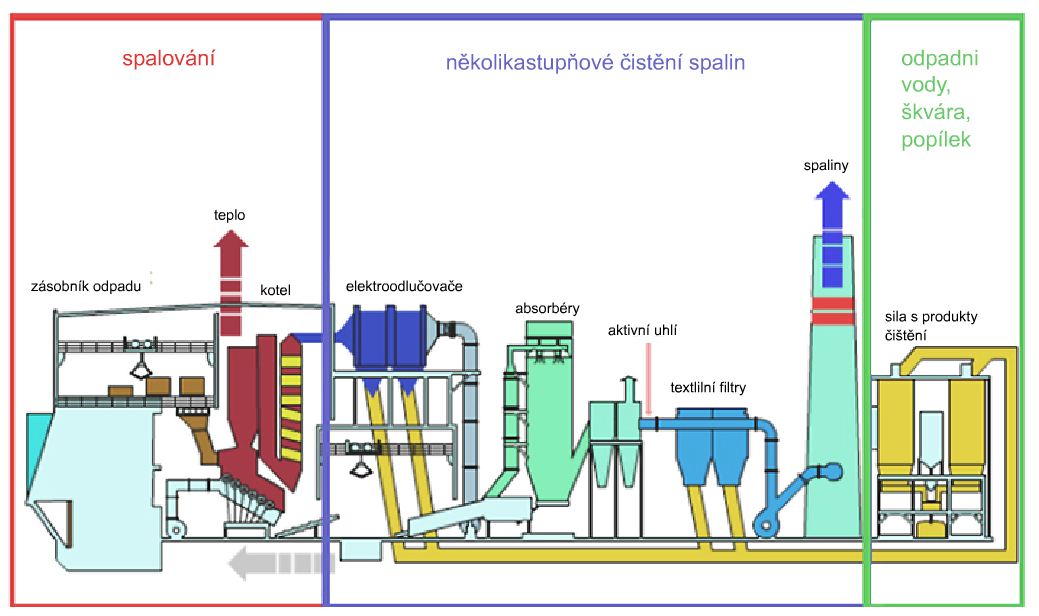 spalování
několikastupňové čistění spalin
odpadni
vody,
škvára,
popílek
spaliny
teplo
zásobník odpadu
kotel
elektroodlučovače
absorbéry
aktivní uhlí
textlilní filtry
sila s produkty
čištění